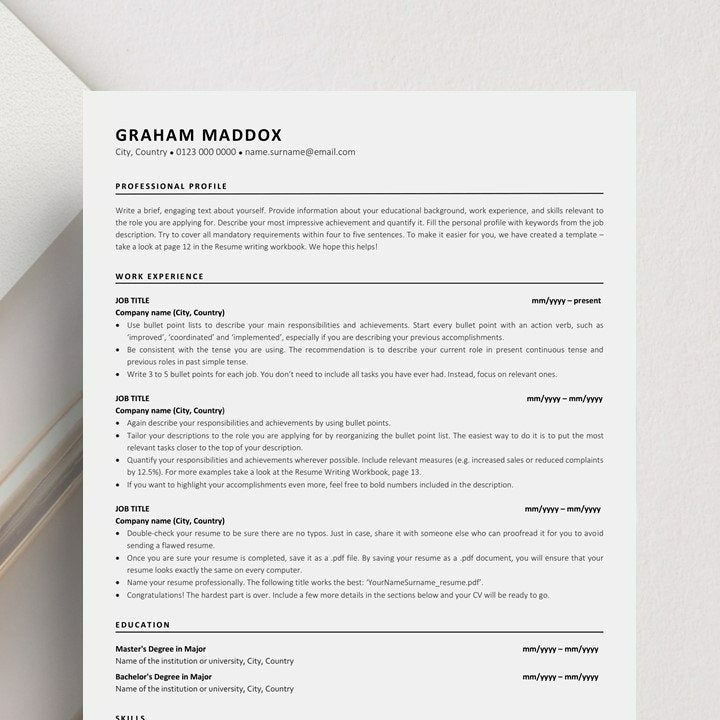 GRAHAM MADDOX
City, Country • 0123 000 0000 • name.surname@email.com
PROFESSIONAL PROFILE
Write a brief, engaging text about yourself. Provide information about your educational background, work experience, and skills relevant to
the role you are applying for. Describe your most impressive achievement and quantify it. Fill the personal profile with keywords from the job
description. Try to cover all mandatory requirements within four to five sentences. To make it easier for you, we have created a template –
take a look at page 12 in the Resume writing workbook. We hope this helps!
WORK EXPERIENCE
JOB TITLE mm/yyyy – present
Company name (City, Country)
• Use bullet point lists to describe your main responsibilities and achievements. Start every bullet point with an action verb, such as
‘improved’, ‘coordinated’ and ‘implemented’, especially if you are describing your previous accomplishments.
• Be consistent with the tense you are using. The recommendation is to describe your current role in present continuous tense and
previous roles in past simple tense.
• Write 3 to 5 bullet points for each job. You don’t need to include all tasks you have ever had. Instead, focus on relevant ones.
JOB TITLE mm/yyyy – mm/yyyy
Company name (City, Country)
• Again describe your responsibilities and achievements by using bullet points.
• Tailor your descriptions to the role you are applying for by reorganizing the bullet point list. The easiest way to do it is to put the most
relevant tasks closer to the top of your description.
• Quantify your responsibilities and achievements wherever possible. Include relevant measures (e.g. increased sales or reduced complaints
by 12.5%). For more examples take a look at the Resume Writing Workbook, page 13.
• If you want to highlight your accomplishments even more, feel free to bold numbers included in the description.
JOB TITLE mm/yyyy – mm/yyyy
Company name (City, Country)
• Double-check your resume to be sure there are no typos. Just in case, share it with someone else who can proofread it for you to avoid
sending a flawed resume.
• Once you are sure your resume is completed, save it as a .pdf file. By saving your resume as a .pdf document, you will ensure that your
resume looks exactly the same on every computer.
• Name your resume professionally. The following title works the best: ‘YourNameSurname_resume.pdf’.
• Congratulations! The hardest part is over. Include a few more details in the sections below and your CV will be ready to go.
EDUCATION
Master's Degree in Major mm/yyyy – mm/yyyy
Name of the institution or university, City, Country)
Bachelor's Degree in Major mm/yyyy – mm/yyyy
Name of the institution or university, City, Country)
SKILLS